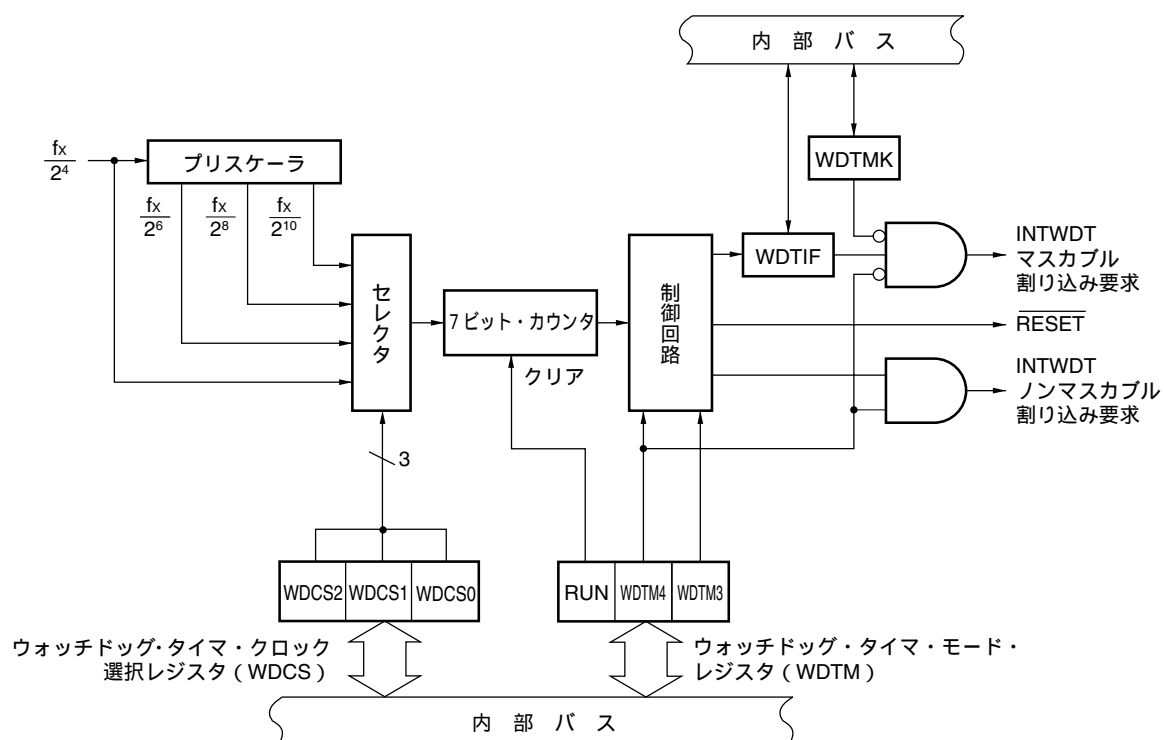 内 部 バ ス
fx
2⁴
プリスケーラ
WDTMK
fx
2⁶
fx
2⁸
fx
2¹⁰
セレクタ
7 ビット・カウンタ
クリア
制御回路
WDTIF
INTWDT
マスカブル
割り込み要求
RESET
INTWDT
ノンマスカブル
割り込み要求
3
WDCS2
WDCS1
WDCS0
RUN
WDTM4
WDTM3
ウォッチドッグ・タイマ・クロック
選択レジスタ(WDCS)
ウォッチドッグ・タイマ・モード・
レジスタ(WDTM)
内 部 バ ス